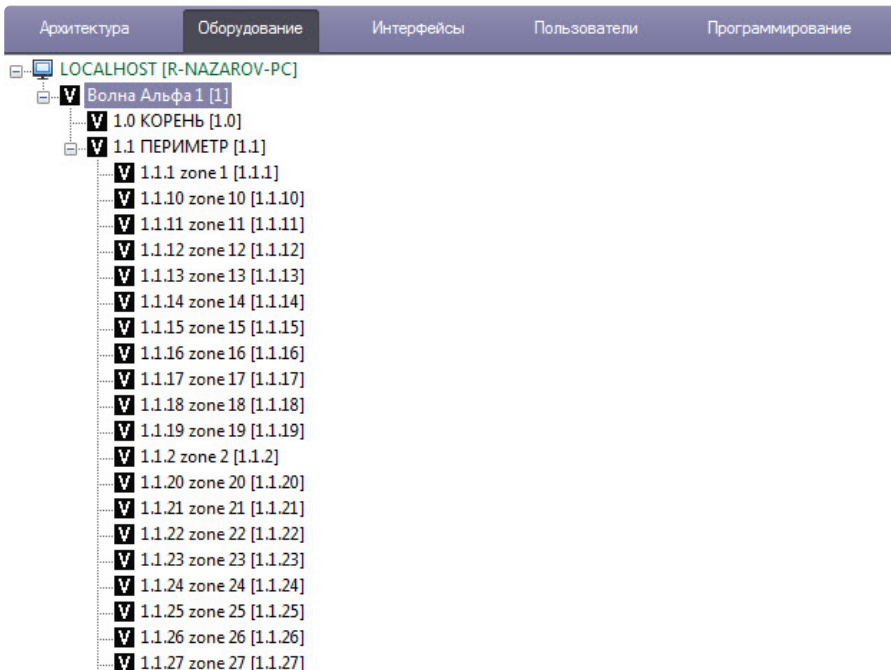 Архитектура Оборудование Интерфейсы Пользователи Программирование
LOCALHOST [R-NAZAROV-PC]
Волна Альфа 1 [1]
1.0 КОРЕНЬ [1.0]
1.1 ПЕРИМЕТР [1.1]
1.1.1 zone 1 [1.1.1]
1.1.10 zone 10 [1.1.10]
1.1.11 zone 11 [1.1.11]
1.1.12 zone 12 [1.1.12]
1.1.13 zone 13 [1.1.13]
1.1.14 zone 14 [1.1.14]
1.1.15 zone 15 [1.1.15]
1.1.16 zone 16 [1.1.16]
1.1.17 zone 17 [1.1.17]
1.1.18 zone 18 [1.1.18]
1.1.19 zone 19 [1.1.19]
1.1.2 zone 2 [1.1.2]
1.1.20 zone 20 [1.1.20]
1.1.21 zone 21 [1.1.21]
1.1.22 zone 22 [1.1.22]
1.1.23 zone 23 [1.1.23]
1.1.24 zone 24 [1.1.24]
1.1.25 zone 25 [1.1.25]
1.1.26 zone 26 [1.1.26]
1.1.27 zone 27 [1.1.27]